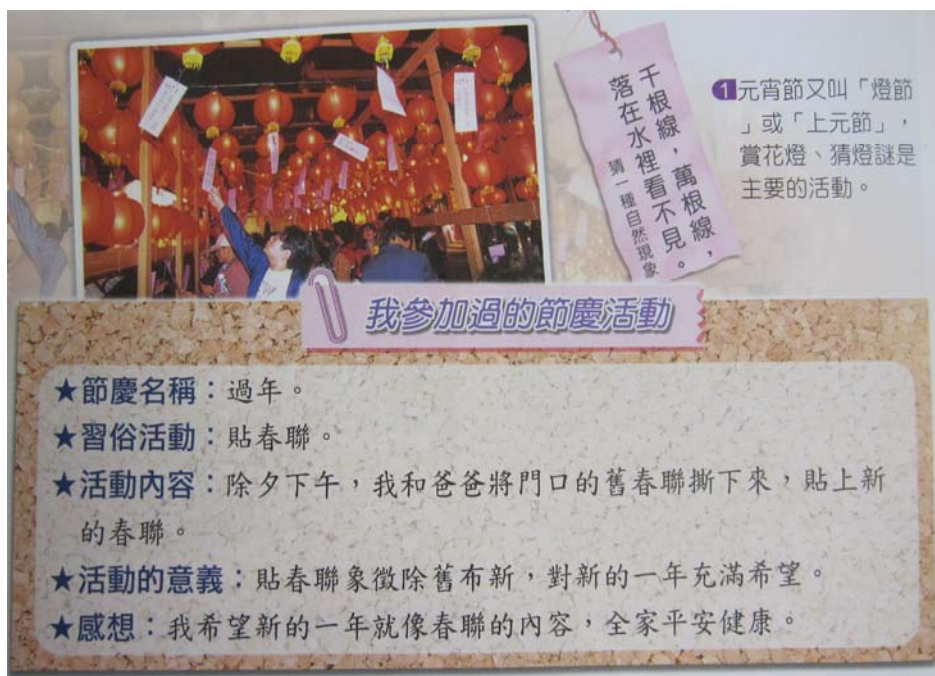 千根線，萬根線，
落在水裡看不見。
猜一種自然現象
1元宵節又叫「燈節
」或「上元節」，
賞花燈、猜燈謎是
主要的活動。
我參加過的節慶活動
★節慶名稱：過年。
★習俗活動：貼春聯。
★活動內容：除夕下午，我和爸爸將門口的舊春聯撕下來，貼上新
的春聯。
★活動的意義：貼春聯象徵除舊布新，對新的一年充滿希望。
★感想：我希望新的一年就像春聯的內容，全家平安健康。